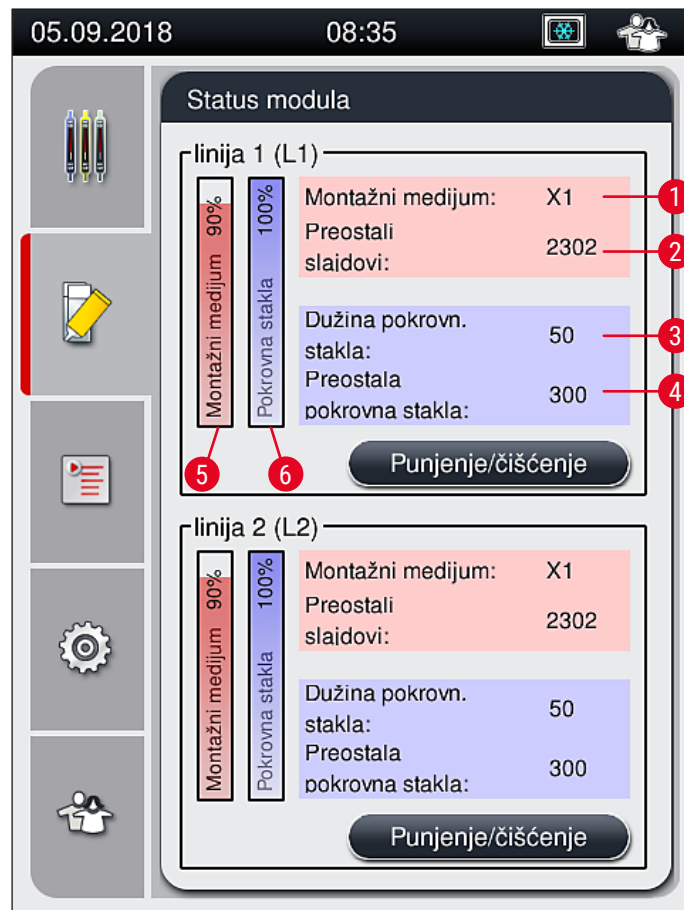 05.09.2018 08:35
Status modula
linija 1 (L1)
Montažni medijum 90%
Pokrovna stakla 100%
Montažni medijum: X1 1
Preostali
slajdovi: 2302 2
Dužina pokrovn.
stakla: 50 3
Preostala
pokrovna stakla: 300 4
5 6
Punjenje/čišćenje
linija 2 (L2)
Montažni medijum 90%
Pokrovna stakla 100%
Montažni medijum: X1
Preostali
slajdovi: 2302
Dužina pokrovn.
stakla: 50
Preostala
pokrovna stakla: 300
Punjenje/čišćenje